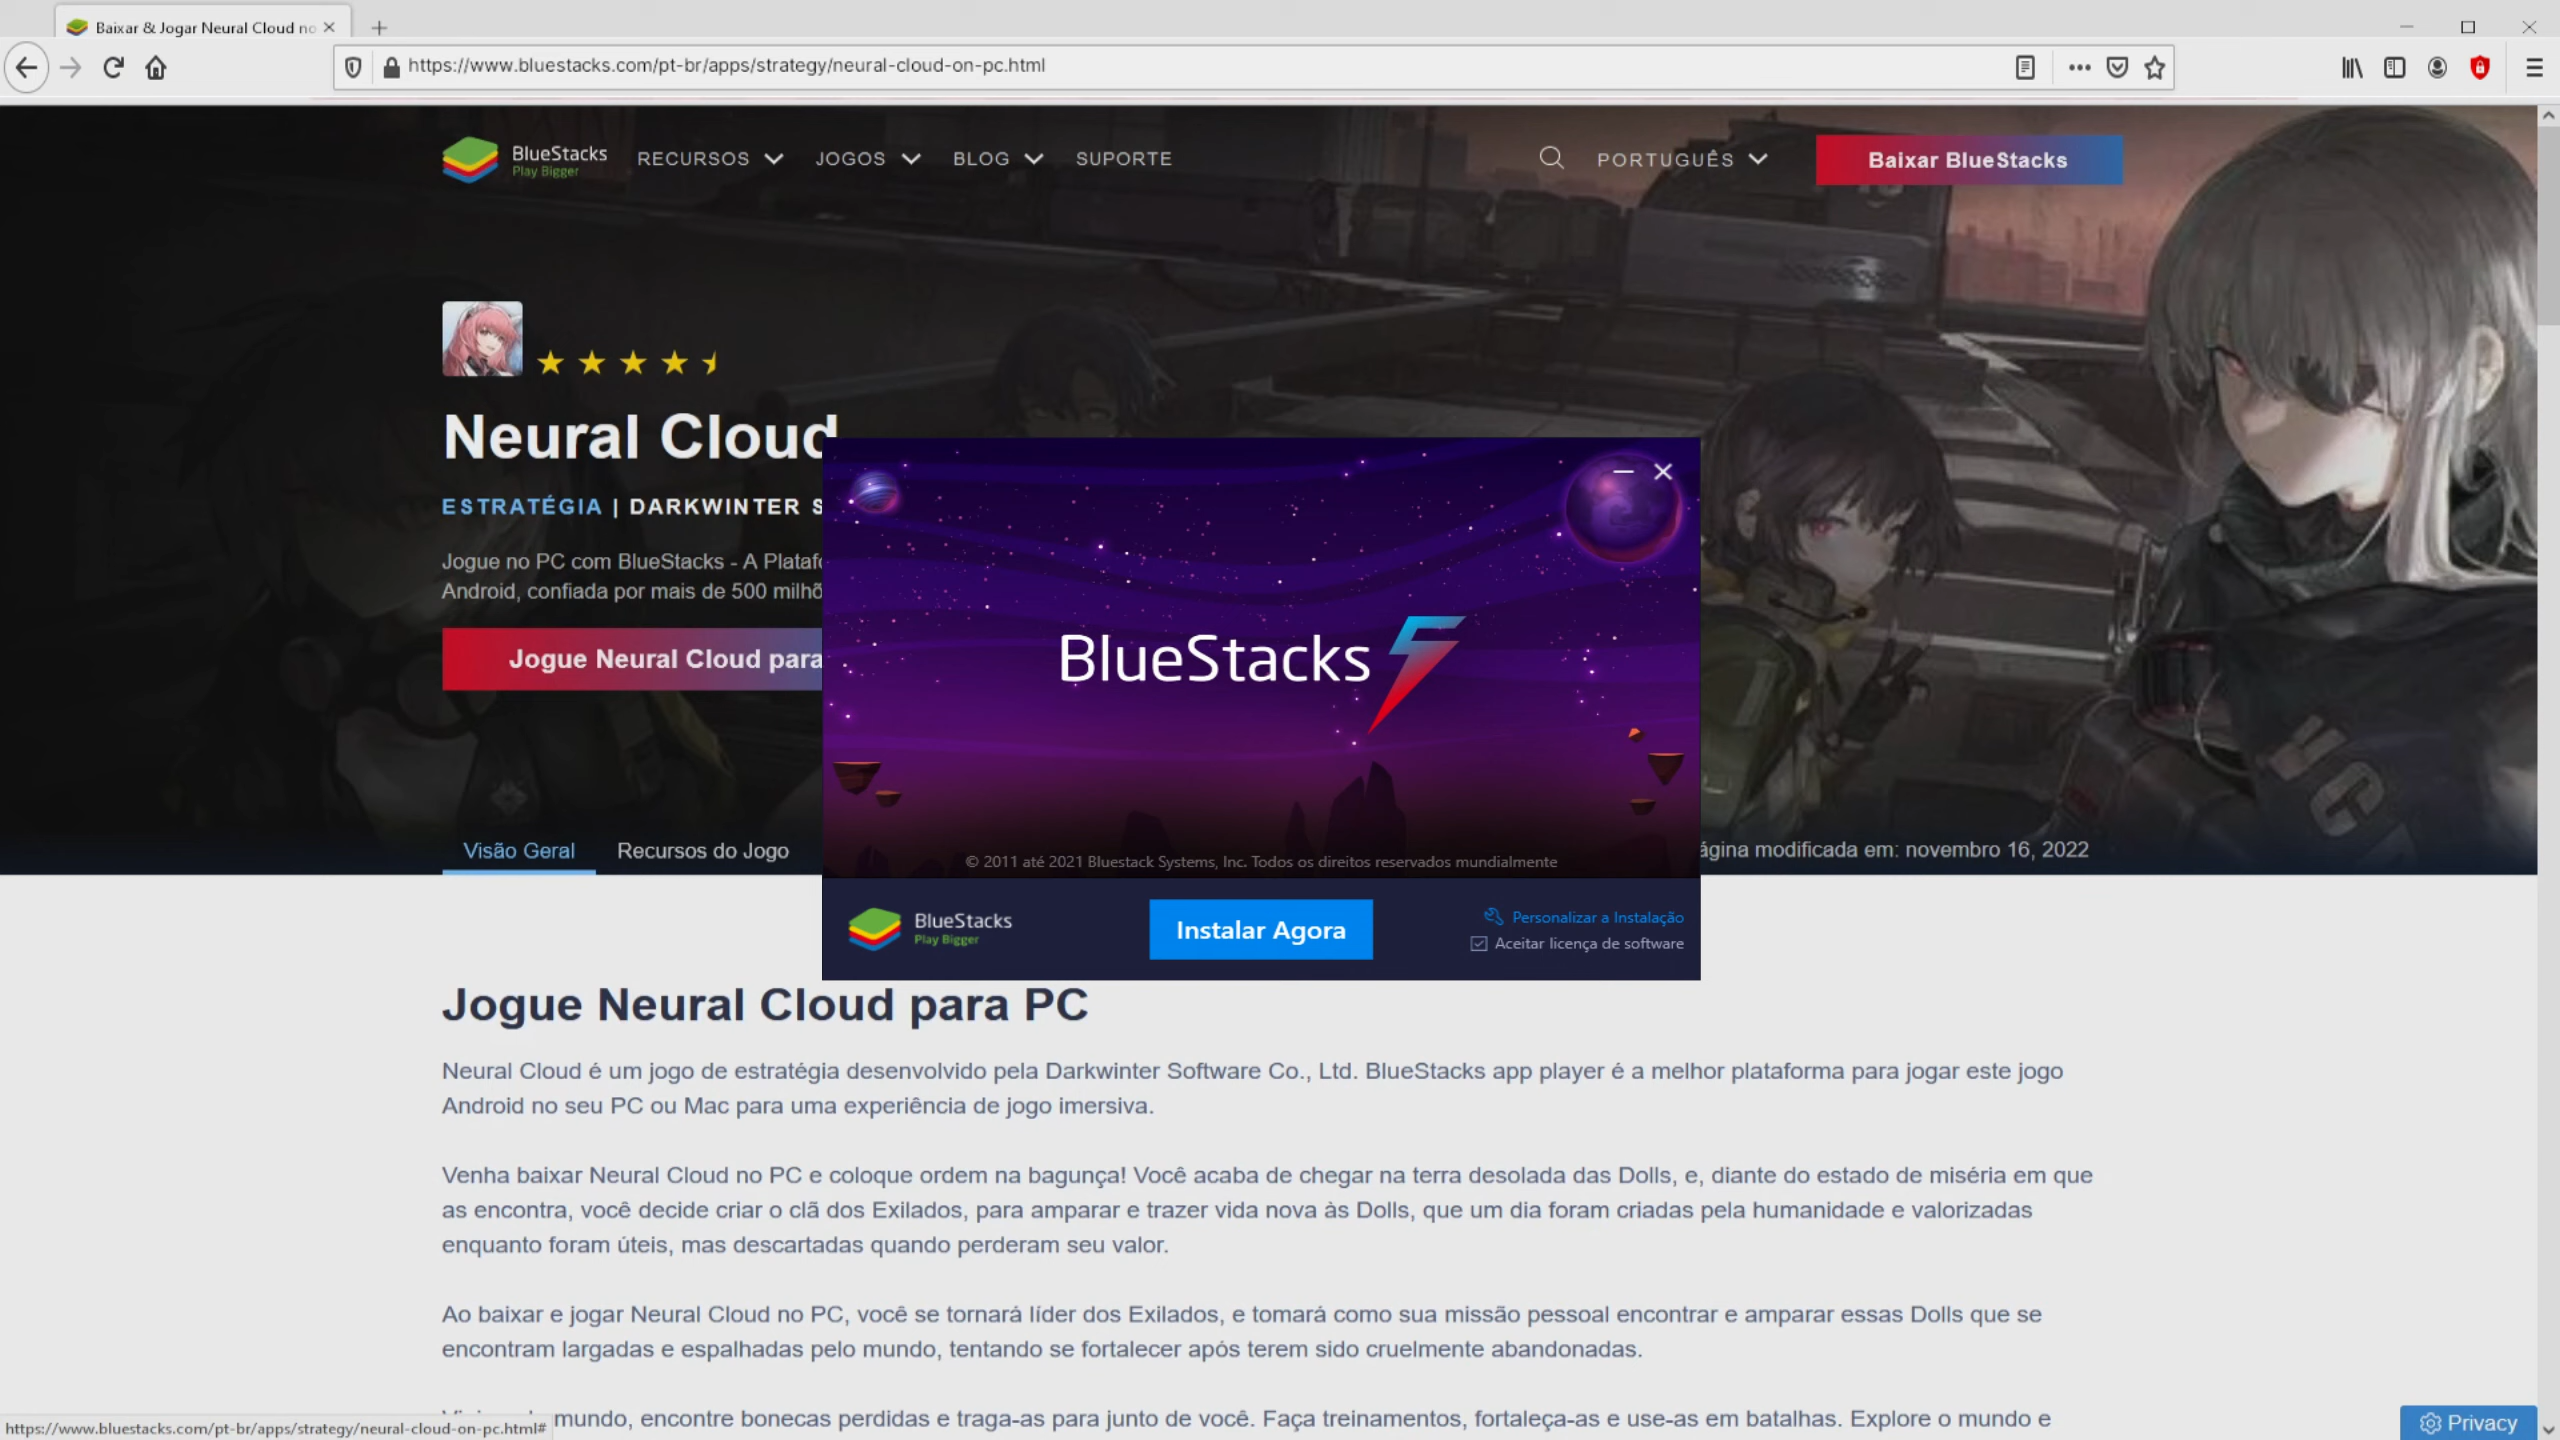 Baixar & Jogar Neural Cloud no
https://www.bluestacks.com/pt-br/apps/strategy/neural-cloud-on-pc.html
BlueStacks
Play Bigger
RECURSOS
JOGOS
BLOG
SUPORTE
PORTUGUÊS
Baixar BlueStacks
Neural Cloud
ESTRATÉGIA | DARKWINTER S
Jogue no PC com BlueStacks - A Platafo
Android, confiada por mais de 500 milhõ
Jogue Neural Cloud para
Visão Geral
Recursos do Jogo
ágina modificada em: novembro 16, 2022
BlueStacks 5
© 2011 até 2021 Bluestack Systems, Inc. Todos os direitos reservados mundialmente
BlueStacks
Play Bigger
Instalar Agora
Personalizar a Instalação
Aceitar licença de software
Jogue Neural Cloud para PC
Neural Cloud é um jogo de estratégia desenvolvido pela Darkwinter Software Co., Ltd. BlueStacks app player é a melhor plataforma para jogar este jogo
Android no seu PC ou Mac para uma experiência de jogo imersiva.
Venha baixar Neural Cloud no PC e coloque ordem na bagunça! Você acaba de chegar na terra desolada das Dolls, e, diante do estado de miséria em que
as encontra, você decide criar o clã dos Exilados, para amparar e trazer vida nova às Dolls, que um dia foram criadas pela humanidade e valorizadas
enquanto foram úteis, mas descartadas quando perderam seu valor.
Ao baixar e jogar Neural Cloud no PC, você se tornará líder dos Exilados, e tomará como sua missão pessoal encontrar e amparar essas Dolls que se
encontram largadas e espalhadas pelo mundo, tentando se fortalecer após terem sido cruelmente abandonadas.
mundo, encontre bonecas perdidas e traga-as para junto de você. Faça treinamentos, fortaleça-as e use-as em batalhas. Explore o mundo e
https://www.bluestacks.com/pt-br/apps/strategy/neural-cloud-on-pc.html#
Privacy